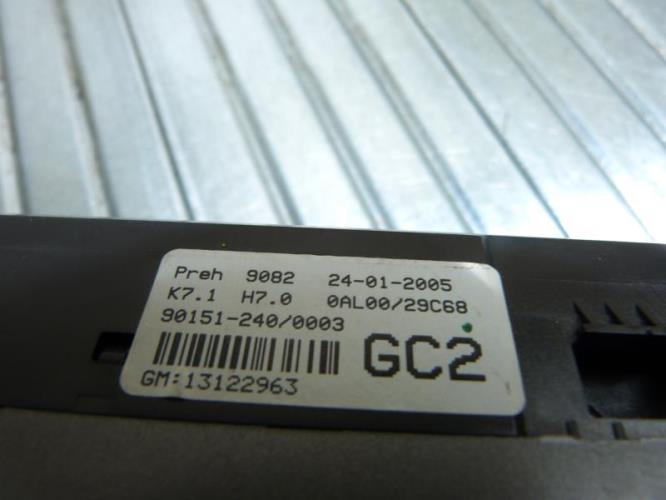 Preh 9082 24-01-2005
K7.1 H7.0 0AL00/29C68
90151-240/0003
GC2
GM:13122963